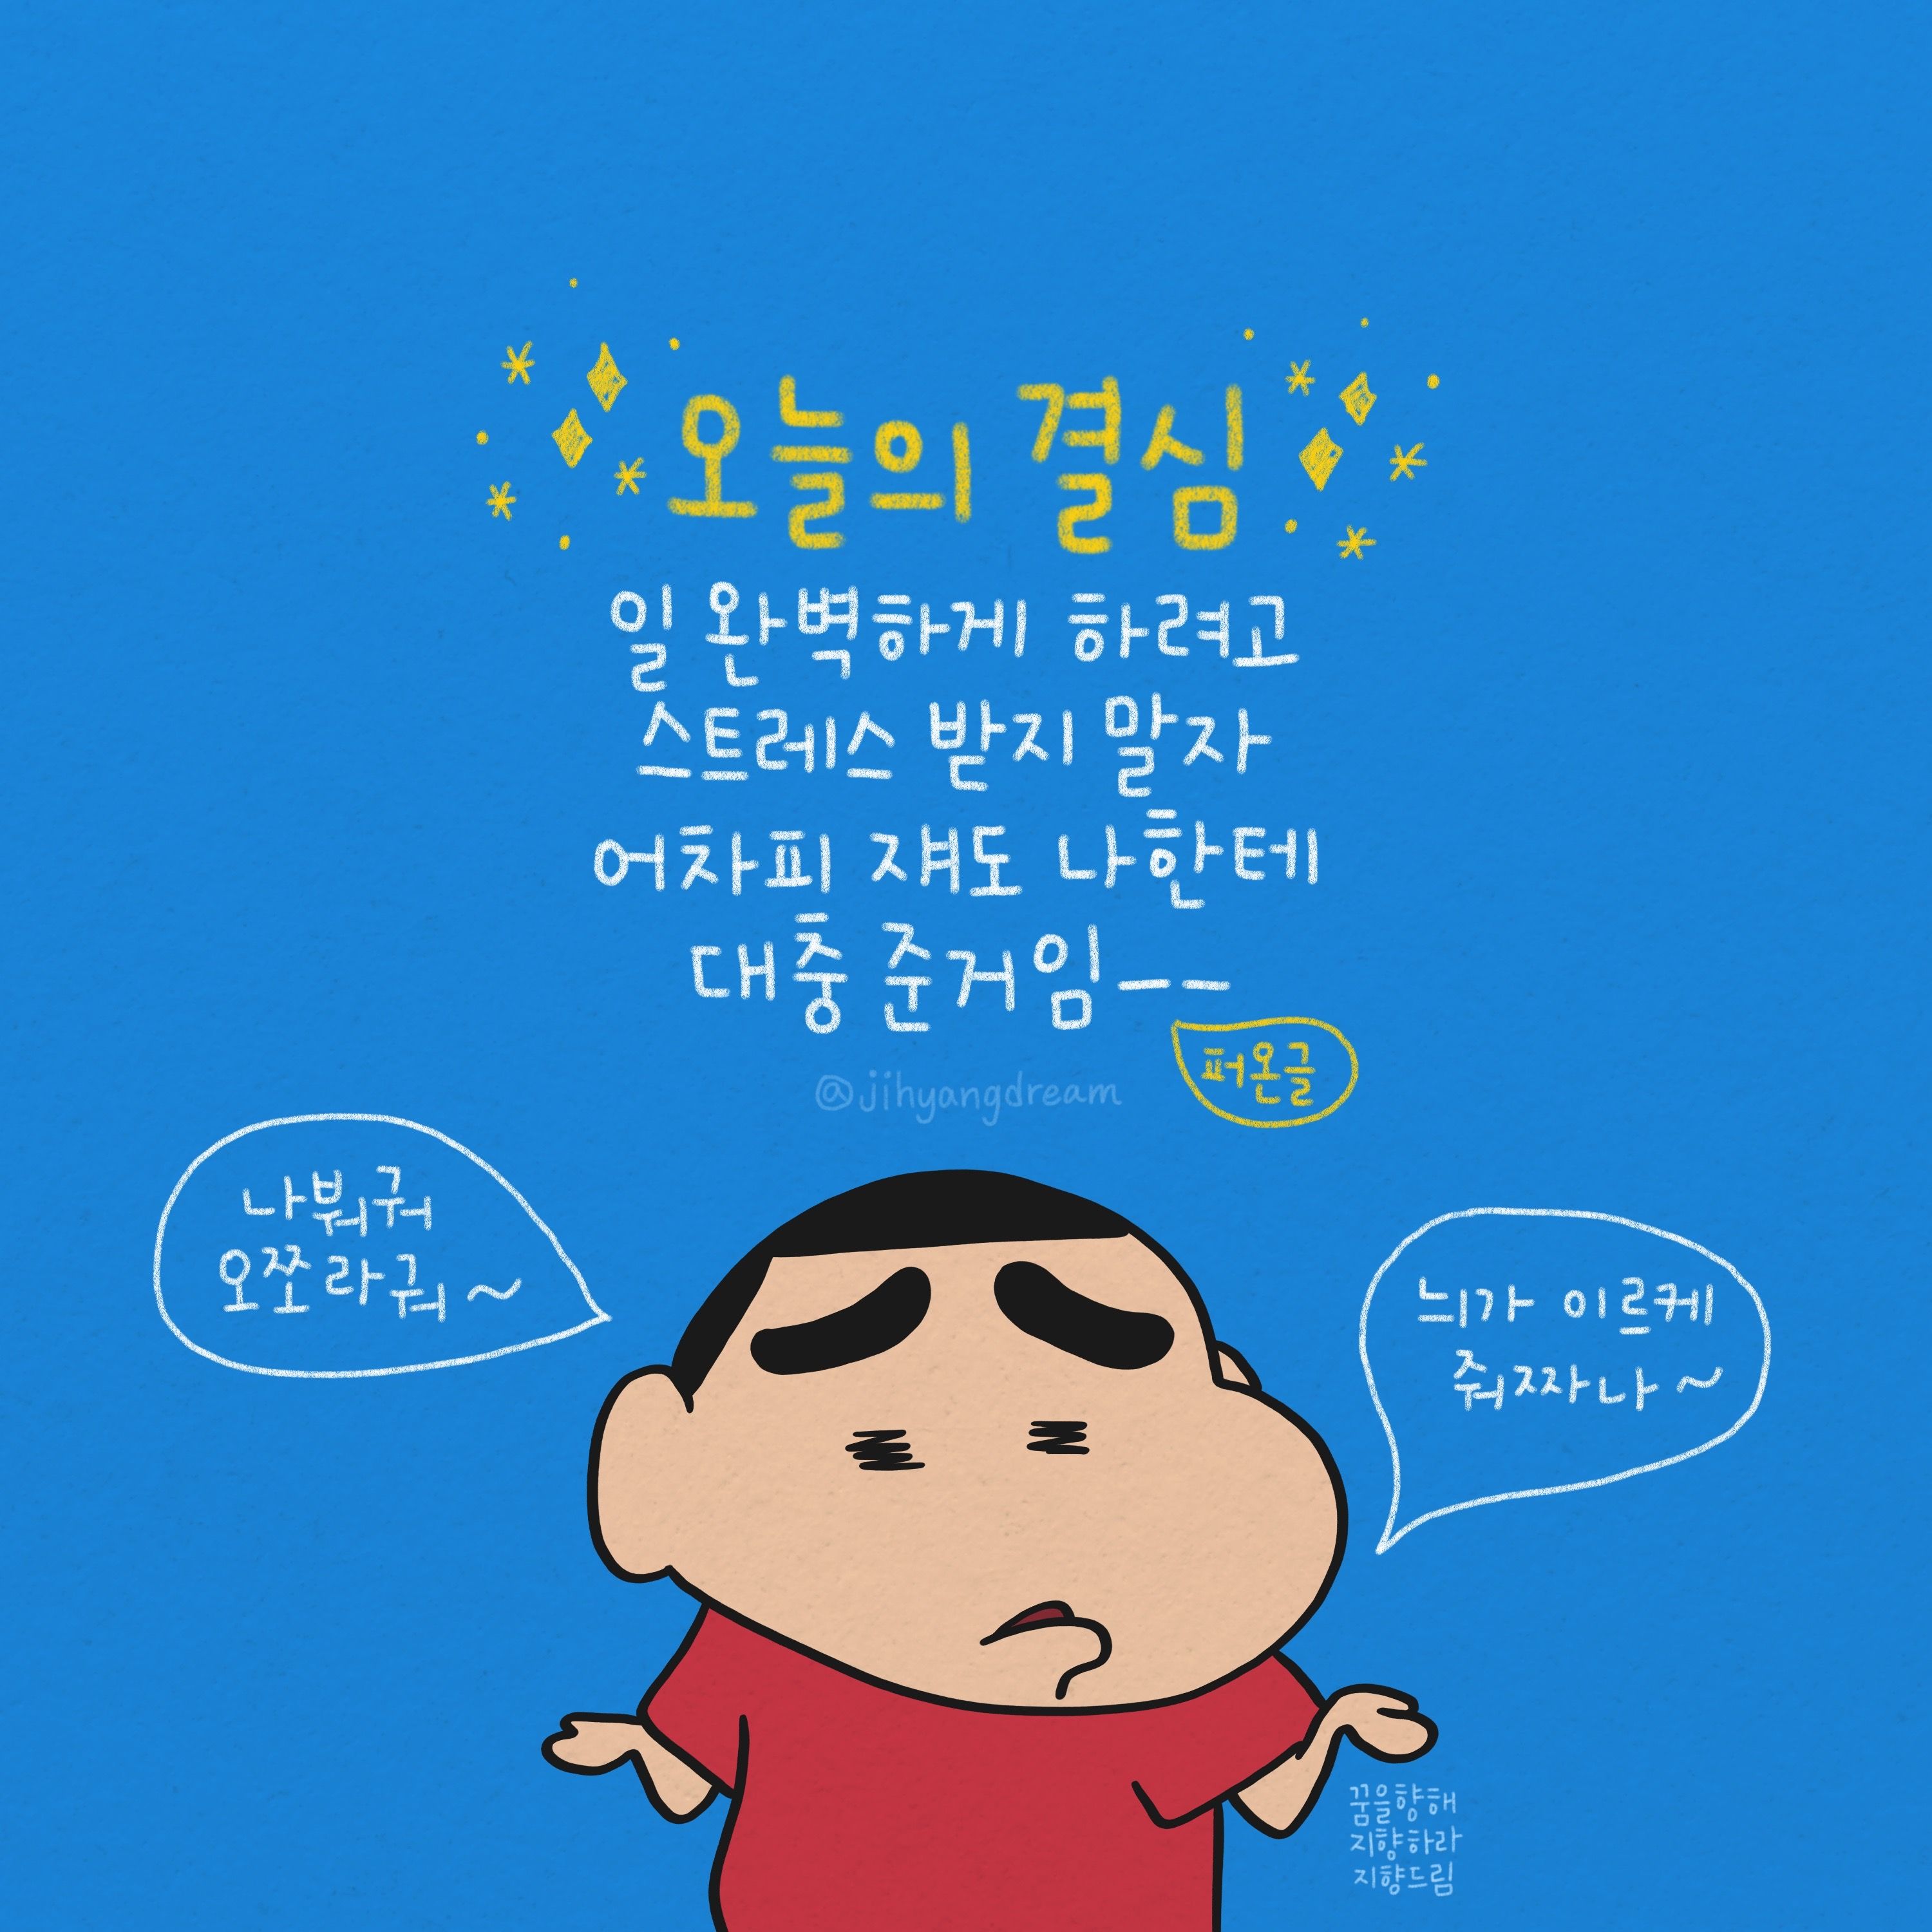 오늘의 결심
일 완벽하게 하려고
스트레스 받지 말자
어차피 쟤도 나한테
대충 준거임--
퍼온글
@jihyangdream
나붜궈
오쪼라궈~
늬가 이르케
줘짜나~
꿈을향해
지향하라
지향드림